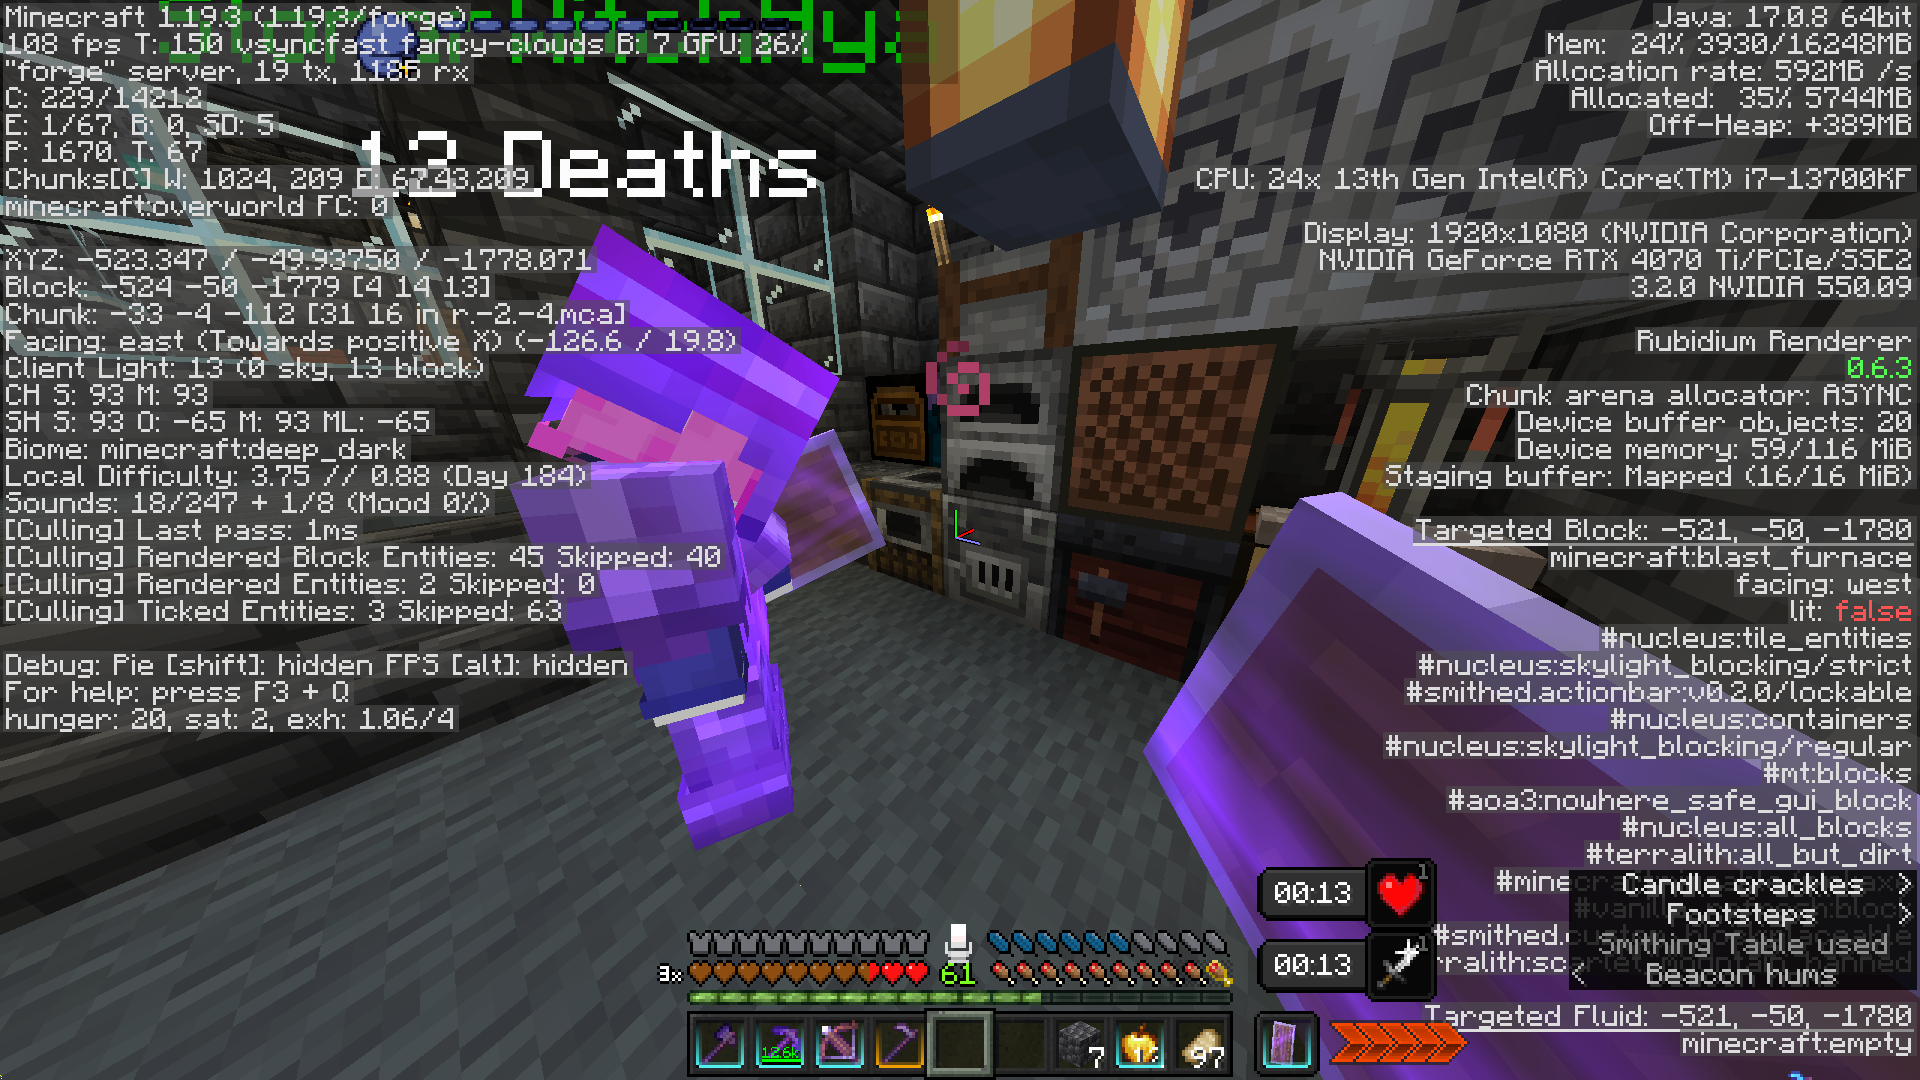 Minecraft 1.19.3 (1.19.3/forge)
108 fps T: 150 vsyncfast fancy-clouds B: 7 GPU: 26%
"forge" server, 19 tx, 1186 rx
C: 229/14212
E: 1/67, B: 0, SD: 5
P: 1670. T: 67
Chunks[C] W: 1024, 209 E: 67,43,209
minecraft:overworld FC: 0
12 Deaths
XYZ: -523.347 / -49.93750 / -1778.071
Block: -524 -50 -1779 [4 14 13]
Chunk: -33 -4 -112 [31 16 in r.-2.-4.mca]
Facing: east (Towards positive X) (-126.6 / 19.8)
Client Light: 13 (0 sky, 13 block)
CH S: 93 M: 93
SH S: 93 O: -65 M: 93 ML: -65
Biome: minecraft:deep_dark
Local Difficulty: 3.75 // 0.88 (Day 184)
Sounds: 18/247 + 1/8 (Mood 0%)
[Culling] Last pass: 1ms
[Culling] Rendered Block Entities: 45 Skipped: 40
[Culling] Rendered Entities: 2 Skipped: 0
[Culling] Ticked Entities: 3 Skipped: 63
Debug: Pie [shift]: hidden FPS [alt]: hidden
For help: press F3 + Q
hunger: 20, sat: 2, exh: 1.06/4
Java: 17.0.8 64bit
Mem: 24% 3930/16248MB
Allocation rate: 592MB /s
Allocated: 35% 5744MB
Off-Heap: +389MB
CPU: 24x 13th Gen Intel(R) Core(TM) i7-13700KF
Display: 1920x1080 (NVIDIA Corporation)
NVIDIA GeForce RTX 4070 Ti/PCIe/SSE2
3.2.0 NVIDIA 550.09
Rubidium Renderer
0.6.3
Chunk arena allocator: ASYNC
Device buffer objects: 20
Device memory: 59/116 MiB
Staging buffer: Mapped (16/16 MiB)
Targeted Block: -521, -50, -1780
minecraft:blast_furnace
facing: west
lit: false
#nucleus:tile_entities
#nucleus:skylight_blocking/strict
#smithed.actionbar:v0.2.0/lockable
#nucleus:containers
#nucleus:skylight_blocking/regular
#mt:blocks
#aoa3:nowhere_safe_gui_block
#nucleus:all_blocks
#terralith:all_but_dirt
Candle crackles >
Footsteps >
Smithing Table used
< Beacon hums
Targeted Fluid: -521, -50, -1780
minecraft:empty
00:13
1
00:13
1
3x
61
126k
7
97